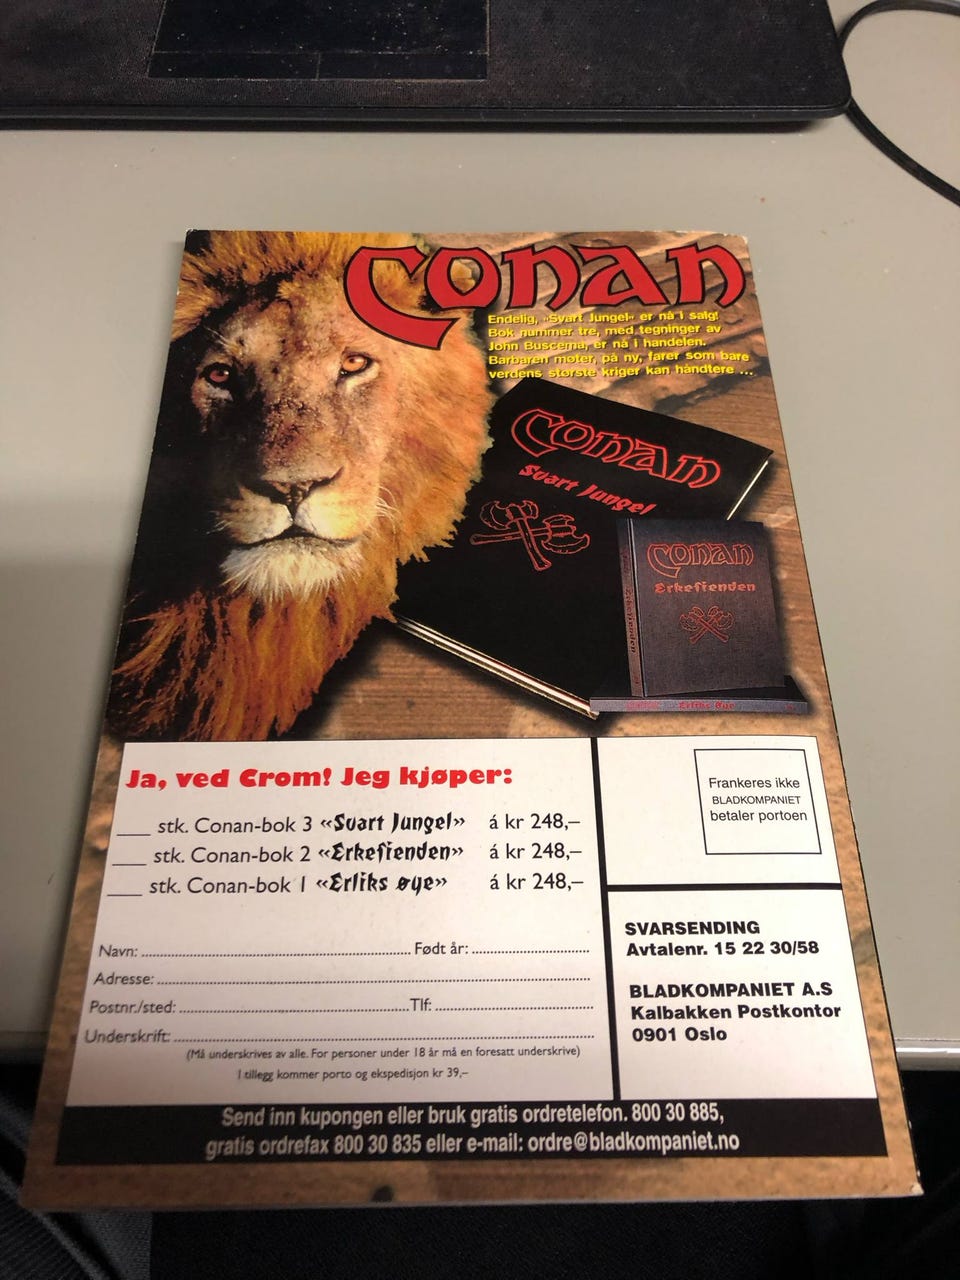 Conan
Endelig, «Svart Jungel» er nå i salg!
Bok nummer tre, med tegninger av
John Buscema, er nå i handelen.
Barbaren møter, på ny, farer som bare
verdens største kriger kan håndtere ...
Conan
Svart Jungel
Conan
Erkefienden
Erkefienden
Erliks øye
Ja, ved Crom! Jeg kjøper:
___ stk. Conan-bok 3 «Svart Jungel» á kr 248,–
___ stk. Conan-bok 2 «Erkefienden» á kr 248,–
___ stk. Conan-bok 1 «Erliks øye» á kr 248,–
Navn: Født år:
Adresse:
Postnr./sted: Tlf:
Underskrift:
(Må underskrives av alle. For personer under 18 år må en foresatt underskrive)
I tillegg kommer porto og ekspedisjon kr 39,–
Frankeres ikke
BLADKOMPANIET
betaler portoen
SVARSENDING
Avtalenr. 15 22 30/58
BLADKOMPANIET A.S
Kalbakken Postkontor
0901 Oslo
Send inn kupongen eller bruk gratis ordretelefon. 800 30 885,
gratis ordrefax 800 30 835 eller e-mail: ordre@bladkompaniet.no